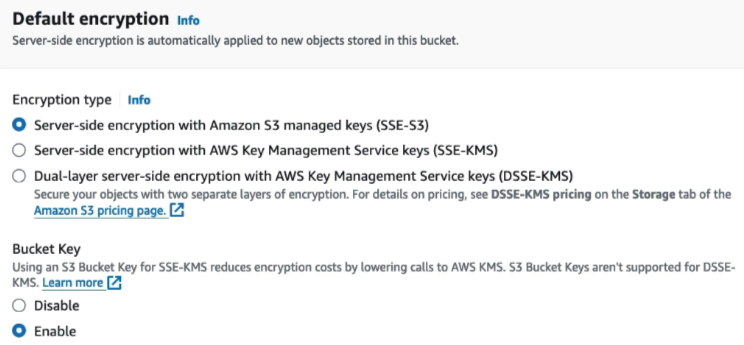 Default encryption Info
Server-side encryption is automatically applied to new objects stored in this bucket.
Encryption type Info
Server-side encryption with Amazon S3 managed keys (SSE-S3)
Server-side encryption with AWS Key Management Service keys (SSE-KMS)
Dual-layer server-side encryption with AWS Key Management Service keys (DSSE-KMS)
Secure your objects with two separate layers of encryption. For details on pricing, see DSSE-KMS pricing on the Storage tab of the
Amazon S3 pricing page.
Bucket Key
Using an S3 Bucket Key for SSE-KMS reduces encryption costs by lowering calls to AWS KMS. S3 Bucket Keys aren't supported for DSSE-
KMS. Learn more
Disable
Enable